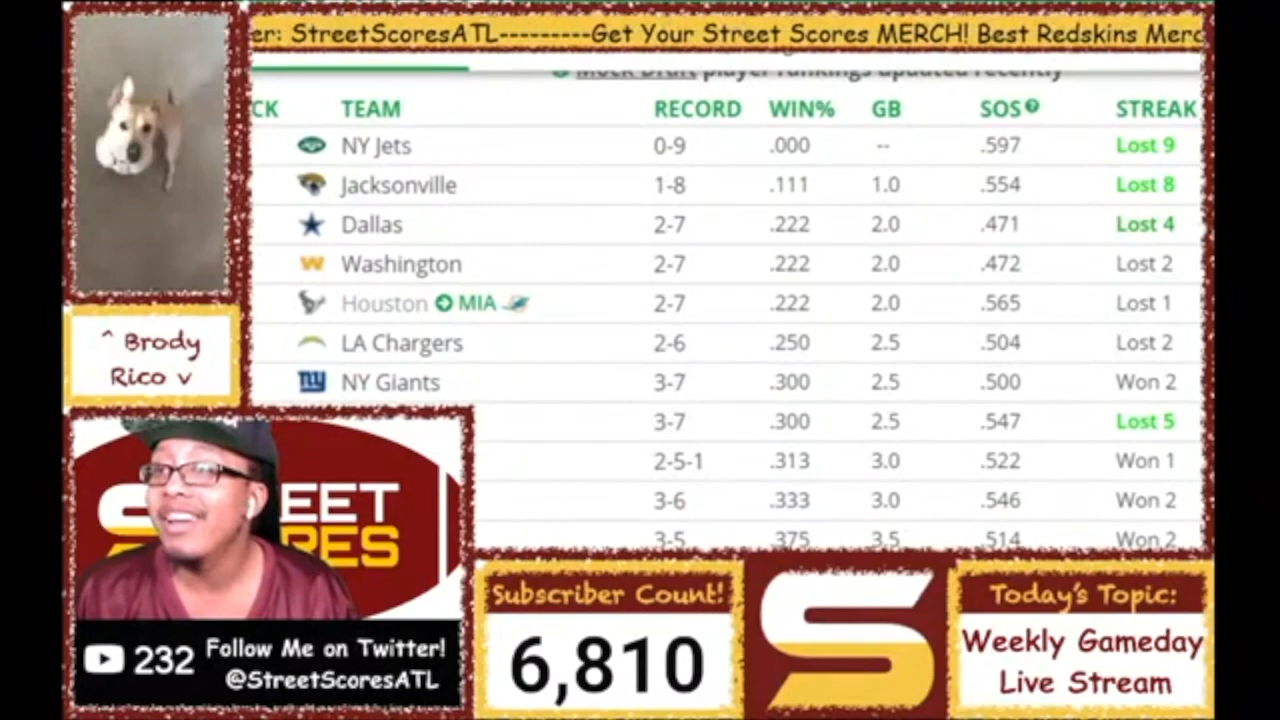 er: StreetScoresATL---------Get Your Street Scores MERCH! Best Redskins Merc
Mock Draft player rankings updated recently
CK TEAM RECORD WIN% GB SOS STREAK
NY Jets 0-9 .000 -- .597 Lost 9
Jacksonville 1-8 .111 1.0 .554 Lost 8
Dallas 2-7 .222 2.0 .471 Lost 4
Washington 2-7 .222 2.0 .472 Lost 2
Houston MIA 2-7 .222 2.0 .565 Lost 1
LA Chargers 2-6 .250 2.5 .504 Lost 2
NY Giants 3-7 .300 2.5 .500 Won 2
3-7 .300 2.5 .547 Lost 5
2-5-1 .313 3.0 .522 Won 1
3-6 .333 3.0 .546 Won 2
3-5 .375 3.5 .514 Won 2
^ Brody
Rico v
EET
RES
232
Follow Me on Twitter!
@StreetScoresATL
Subscriber Count!
6,810
Today's Topic:
Weekly Gameday
Live Stream